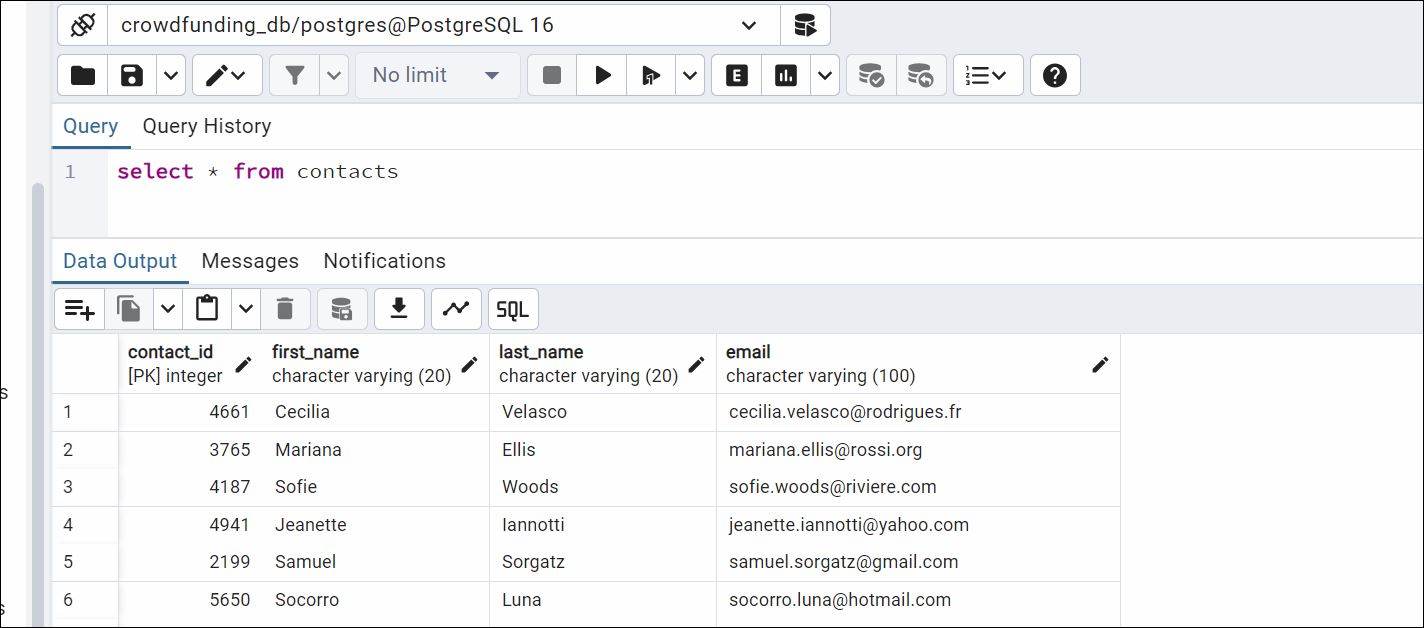 crowdfunding_db/postgres@PostgreSQL 16
No limit
E
Query Query History
1 select * from contacts
Data Output Messages Notifications
SQL
contact_id first_name last_name email
[PK] integer character varying (20) character varying (20) character varying (100)
1 4661 Cecilia Velasco cecilia.velasco@rodrigues.fr
2 3765 Mariana Ellis mariana.ellis@rossi.org
s
3 4187 Sofie Woods sofie.woods@riviere.com
4 4941 Jeanette Iannotti jeanette.iannotti@yahoo.com
5 2199 Samuel Sorgatz samuel.sorgatz@gmail.com
6 5650 Socorro Luna socorro.luna@hotmail.com
s